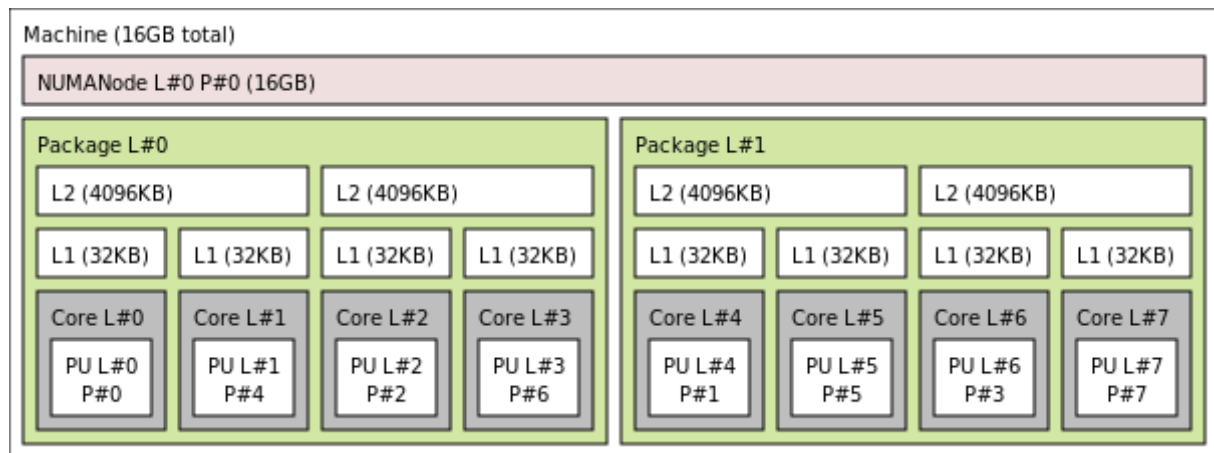 Machine (16GB total)
NUMANode L#0 P#0 (16GB)
Package L#0
L2 (4096KB)
L2 (4096KB)
L1 (32KB)
L1 (32KB)
L1 (32KB)
L1 (32KB)
Core L#0
PU L#0
P#0
Core L#1
PU L#1
P#4
Core L#2
PU L#2
P#2
Core L#3
PU L#3
P#6
Package L#1
L2 (4096KB)
L2 (4096KB)
L1 (32KB)
L1 (32KB)
L1 (32KB)
L1 (32KB)
Core L#4
PU L#4
P#1
Core L#5
PU L#5
P#5
Core L#6
PU L#6
P#3
Core L#7
PU L#7
P#7